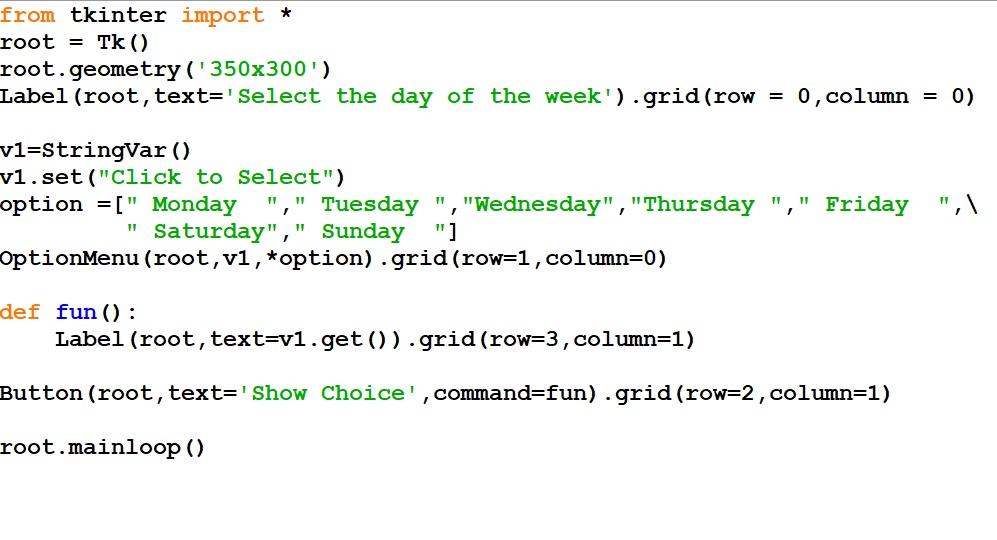 from tkinter import *
root = Tk()
root.geometry('350x300')
Label(root,text='Select the day of the week').grid(row = 0,column = 0)
v1=StringVar()
v1.set("Click to Select")
option =[" Monday  "," Tuesday ","Wednesday","Thursday "," Friday  ",\
         " Saturday"," Sunday  "]
OptionMenu(root,v1,*option).grid(row=1,column=0)
def fun():
    Label(root,text=v1.get()).grid(row=3,column=1)
Button(root,text='Show Choice',command=fun).grid(row=2,column=1)
root.mainloop()